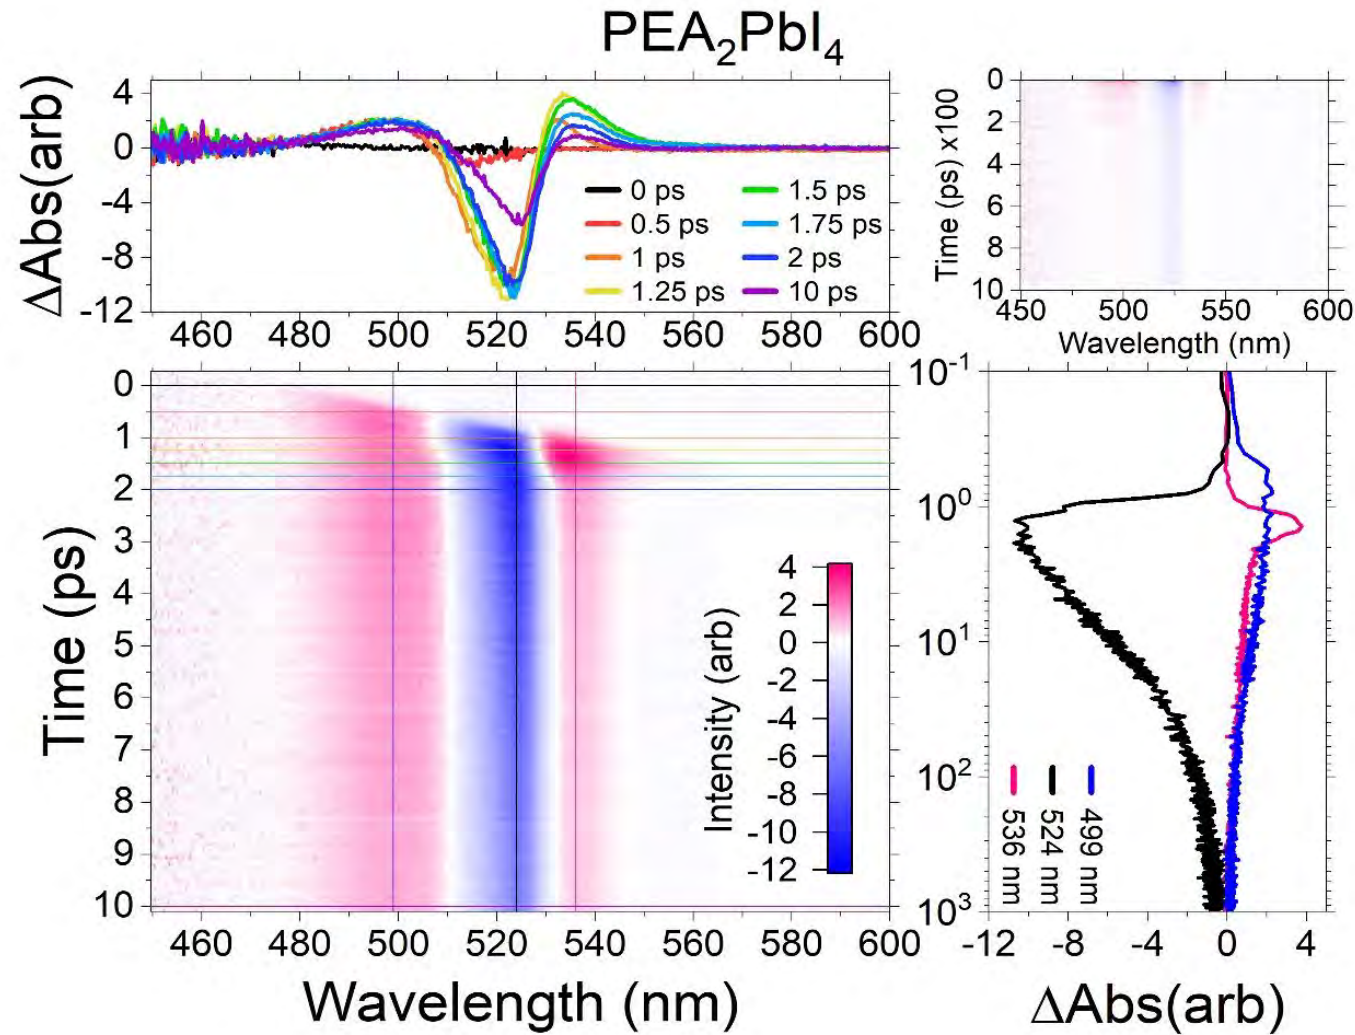 PEA₂PbI₄
ΔAbs(arb)
4
0
-4
-8
-12
0 ps
0.5 ps
1 ps
1.25 ps
1.5 ps
1.75 ps
2 ps
10 ps
460 480 500 520 540 560 580 600
Time (ps) x100
0
2
4
6
8
10
450 500 550 600
Wavelength (nm)
Time (ps)
0
1
2
3
4
5
6
7
8
9
10
Intensity (arb)
4
2
0
-2
-4
-6
-8
-10
-12
460 480 500 520 540 560 580 600
Wavelength (nm)
10⁻¹
10⁰
10¹
10²
10³
536 nm
524 nm
499 nm
-12 -8 -4 0 4
ΔAbs(arb)